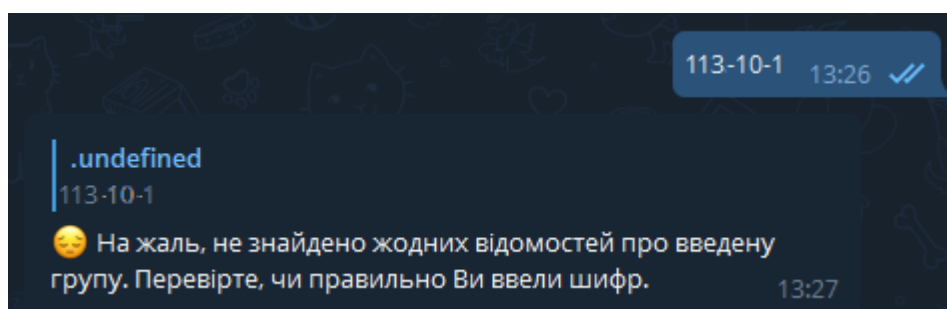 113-10-1 13:26
.undefined
113-10-1
😔 На жаль, не знайдено жодних відомостей про введену
групу. Перевірте, чи правильно Ви ввели шифр. 13:27